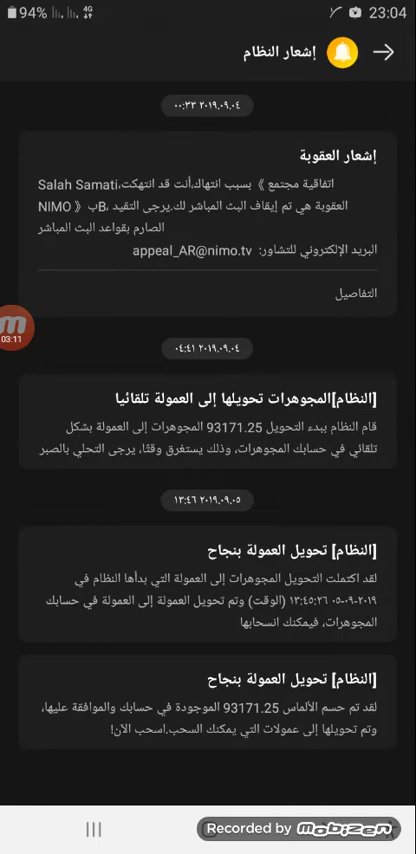 94% 4G 23:04
إشعار النظام
٢٠١٩.٠٩.٠٤ ٠٠:٣٣
إشعار العقوبة
Salah Samati،اتفاقية مجتمع 》 بسبب انتهاك،أنت قد انتهكت
NIMO 》 العقوبة هي تم إيقاف البث المباشر لك.يرجى التقيد ،Bب
الصارم بقواعد البث المباشر
البريد الإلكتروني للتشاور: appeal_AR@nimo.tv
التفاصيل
03:11
٢٠١٩.٠٩.٠٤ ٠٤:٤١
[النظام]المجوهرات تحويلها إلى العمولة تلقائيا
قام النظام ببدء التحويل 93171.25 المجوهرات إلى العمولة بشكل
تلقائي في حسابك المجوهرات، وذلك يستغرق وقتًا، يرجى التحلي بالصبر
٢٠١٩.٠٩.٠٥ ١٣:٤٦
[النظام] تحويل العمولة بنجاح
لقد اكتملت التحويل المجوهرات إلى العمولة التي بدأها النظام في
٢٠١٩-٠٩-٠٥ ١٣:٤٥:٢٦ (الوقت) وتم تحويل العمولة إلى العمولة في حسابك
المجوهرات، فيمكنك انسحابها
[النظام] تحويل العمولة بنجاح
لقد تم حسم الألماس 93171.25 الموجودة في حسابك والموافقة عليها،
وتم تحويلها إلى عمولات التي يمكنك السحب.اسحب الآن!
Recorded by MOBIZEN